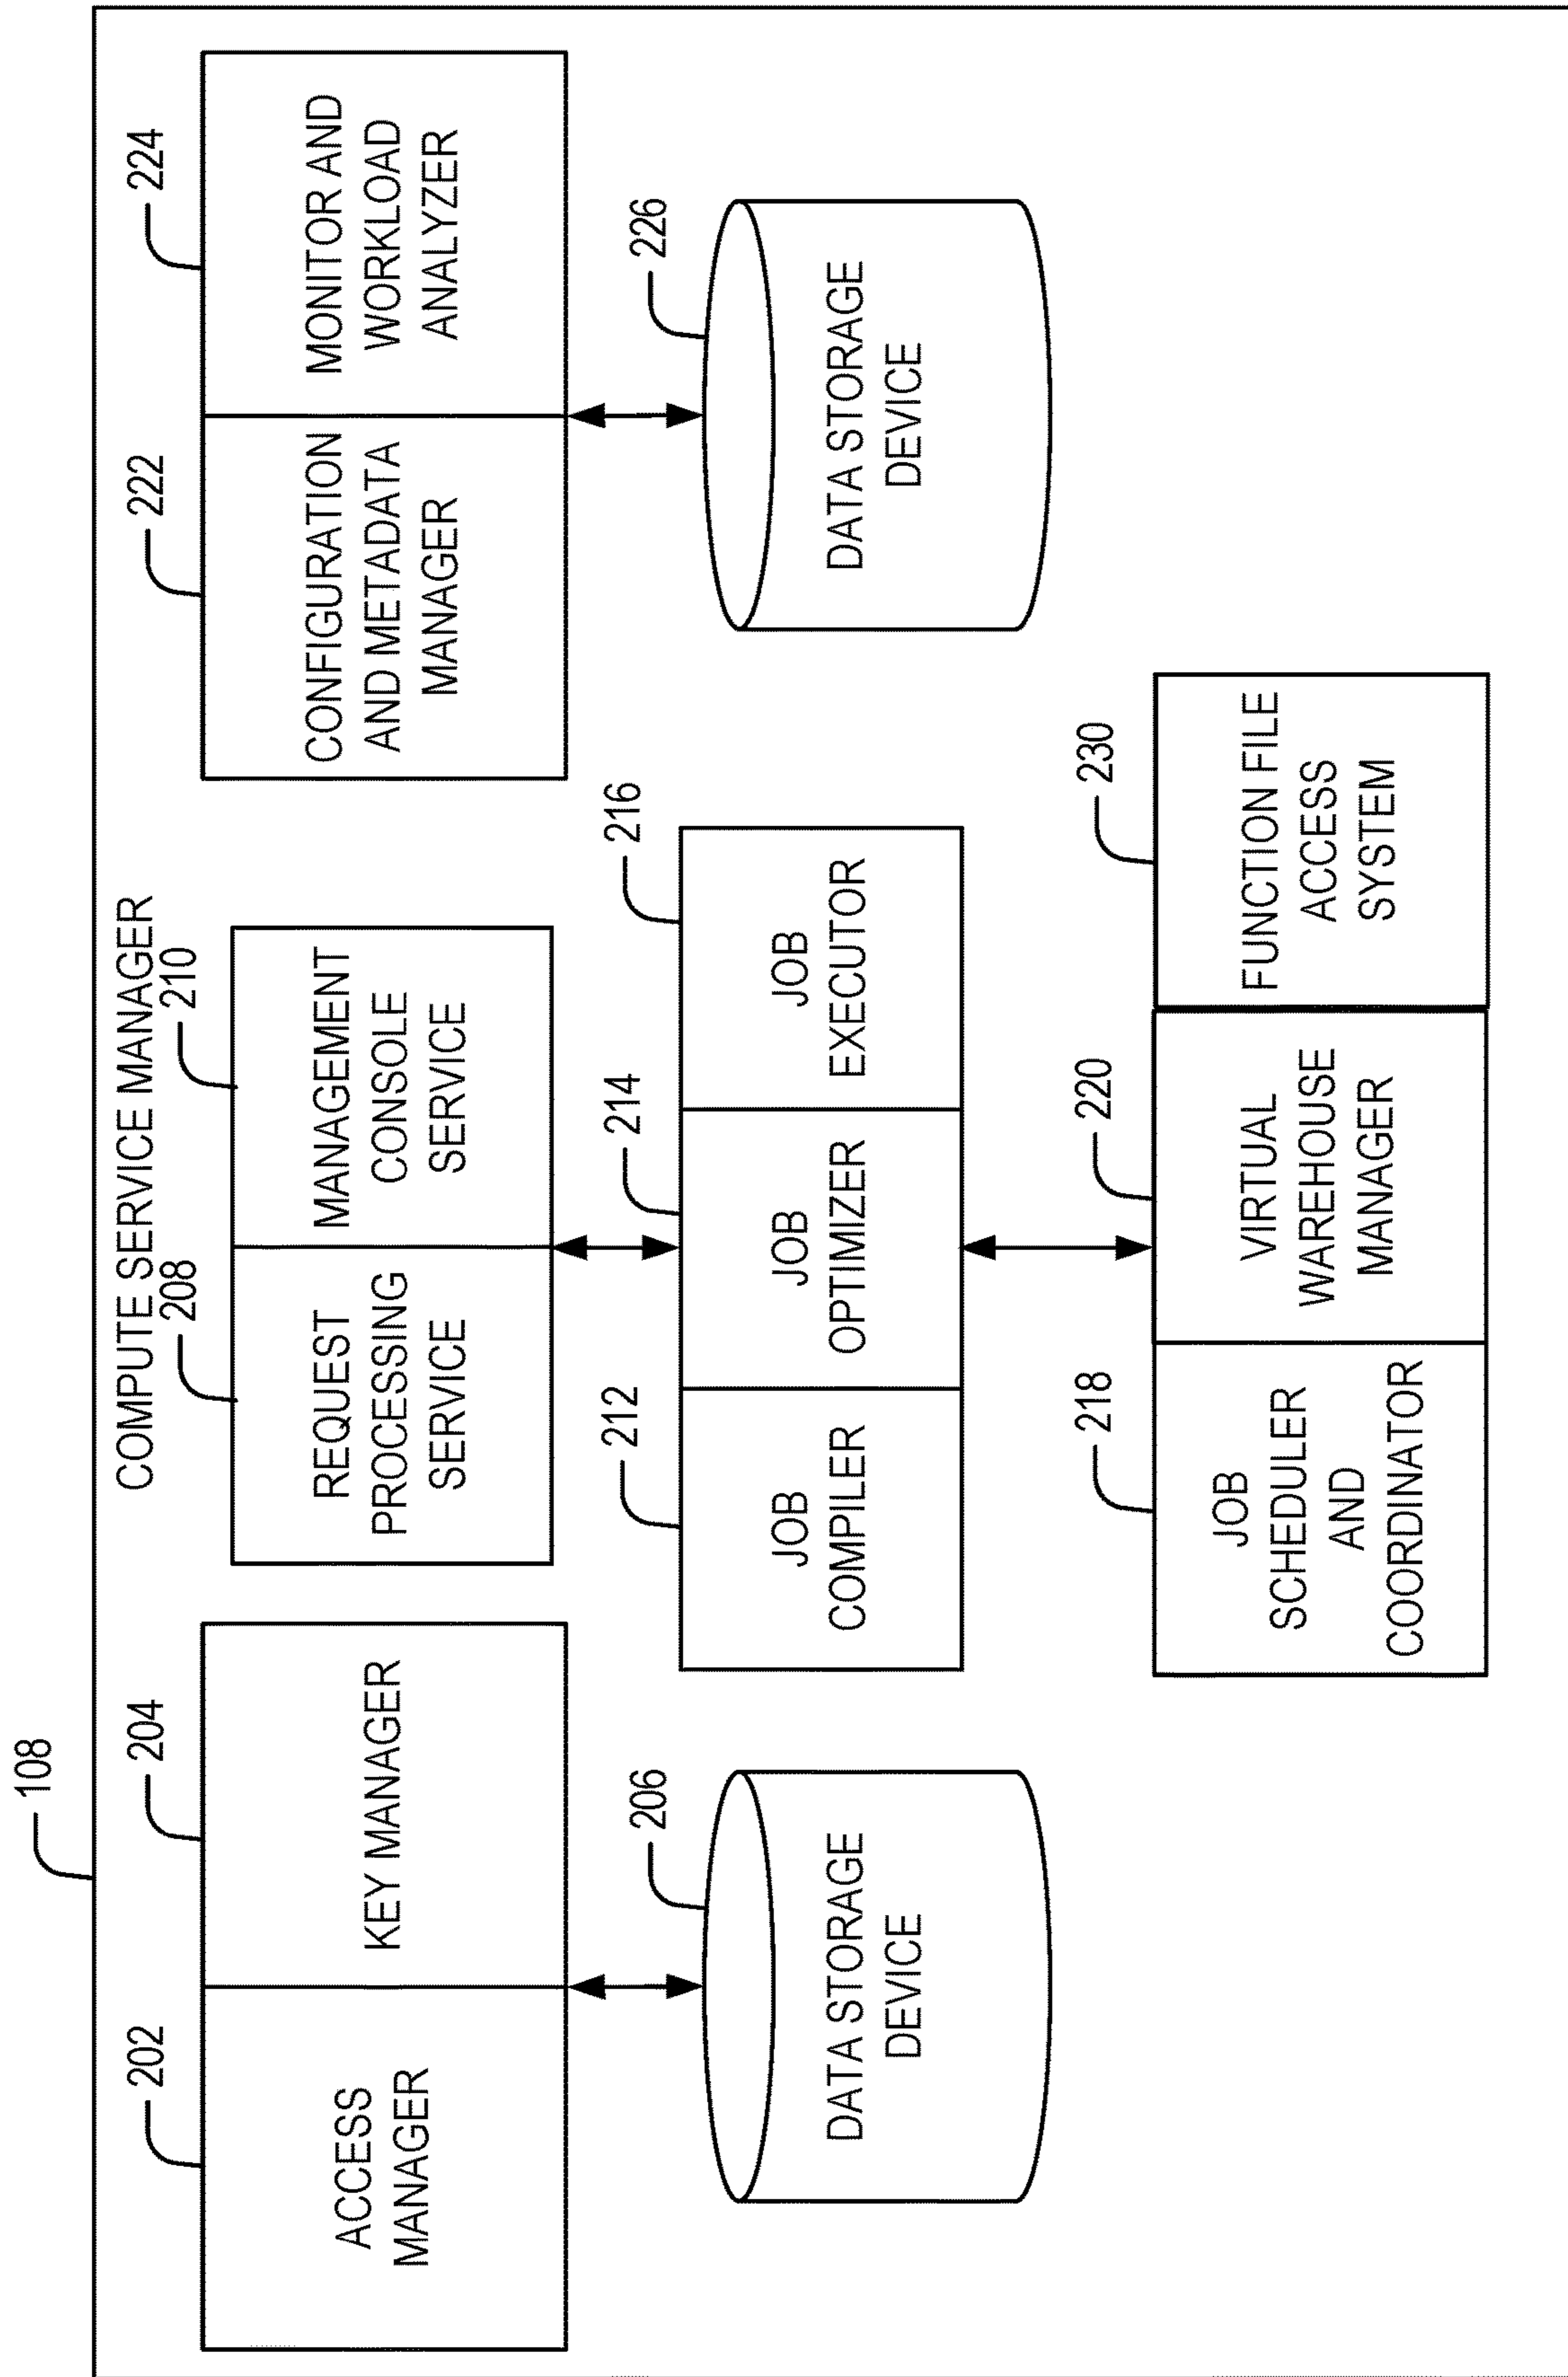 108
COMPUTE SERVICE MANAGER
202
204
ACCESS
MANAGER
KEY MANAGER
206
DATA STORAGE
DEVICE
208
210
REQUEST
PROCESSING
SERVICE
MANAGEMENT
CONSOLE
SERVICE
212
214
216
JOB
COMPILER
JOB
OPTIMIZER
JOB
EXECUTOR
218
220
230
JOB
SCHEDULER
AND
COORDINATOR
VIRTUAL
WAREHOUSE
MANAGER
FUNCTION FILE
ACCESS
SYSTEM
222
224
CONFIGURATION
AND METADATA
MANAGER
MONITOR AND
WORKLOAD
ANALYZER
226
DATA STORAGE
DEVICE